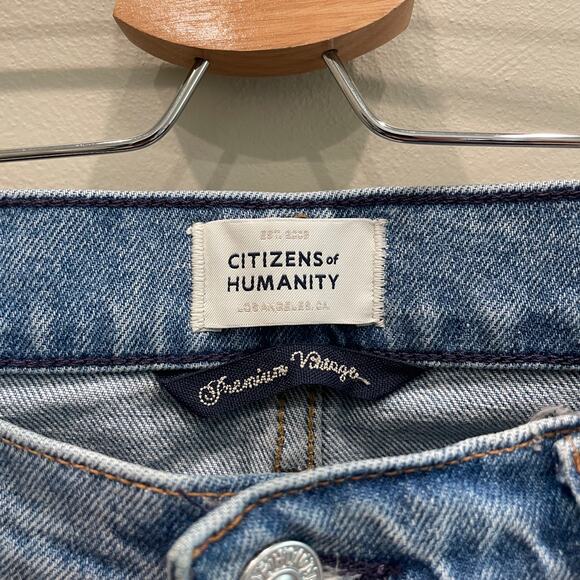 EST. 2003
CITIZENS of
HUMANITY
LOS ANGELES, CA
Premium Vintage